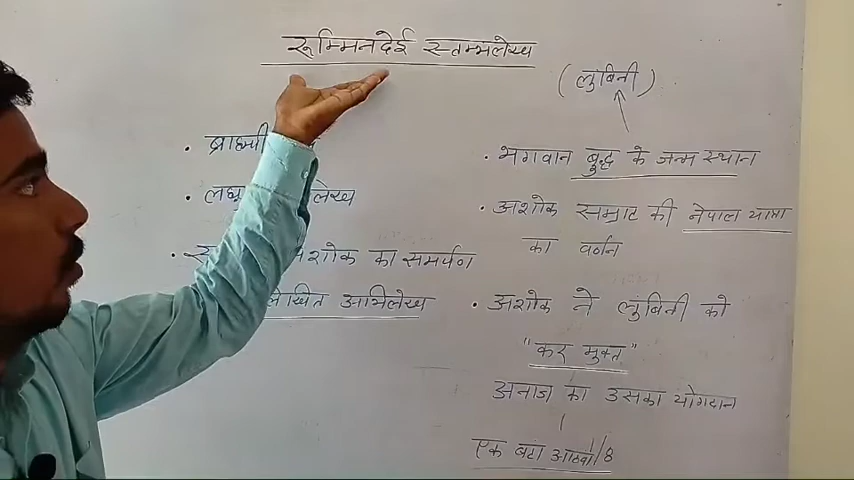 रूम्मिनदेई स्तम्भलेख
(लुंबिनी)
• ब्राह्मी
• लघु लेख
• अशोक का समर्पण
लेखित अभिलेख
• भगवान बुद्ध के जन्म स्थान
• अशोक सम्राट की नेपाल यात्रा
का वर्णन
• अशोक ने लुंबिनी को
"कर मुक्त"
अनाज का उसका योगदान
एक बटा आठवां 1/8